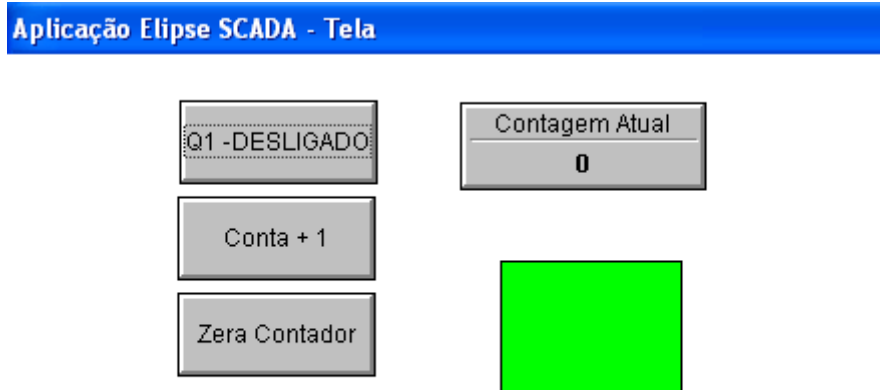 Aplicação Elipse SCADA - Tela
Q1 -DESLIGADO
Conta + 1
Zera Contador
Contagem Atual
0